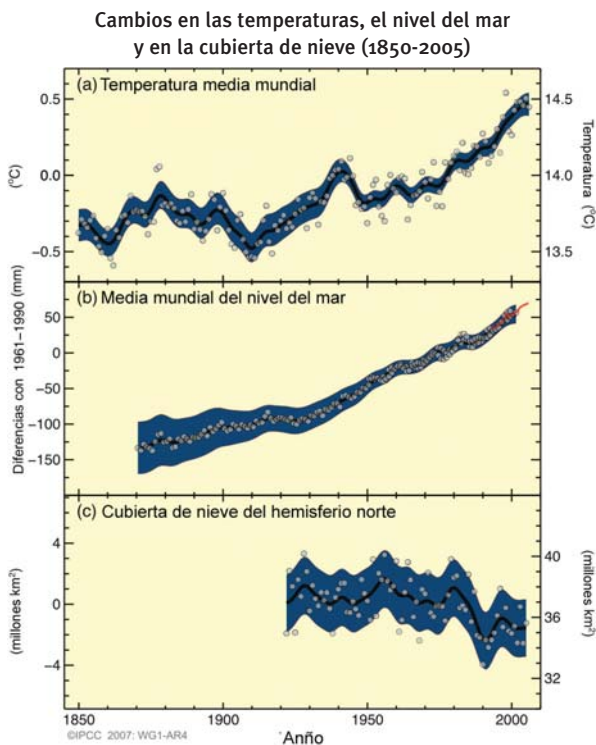 Cambios en las temperaturas, el nivel del mar
y en la cubierta de nieve (1850-2005)
(a) Temperatura media mundial
0.5
0.0
−0.5
(°C)
14.5
14.0
13.5
Temperatura (°C)
(b) Media mundial del nivel del mar
50
0
−50
−100
−150
Diferencias con 1961–1990
(mm)
(c) Cubierta de nieve del hemisferio norte
4
0
−4
(millones km²)
40
36
32
(millones km²)
1850
1900
1950
2000
©IPCC 2007: WG1-AR4
Anño